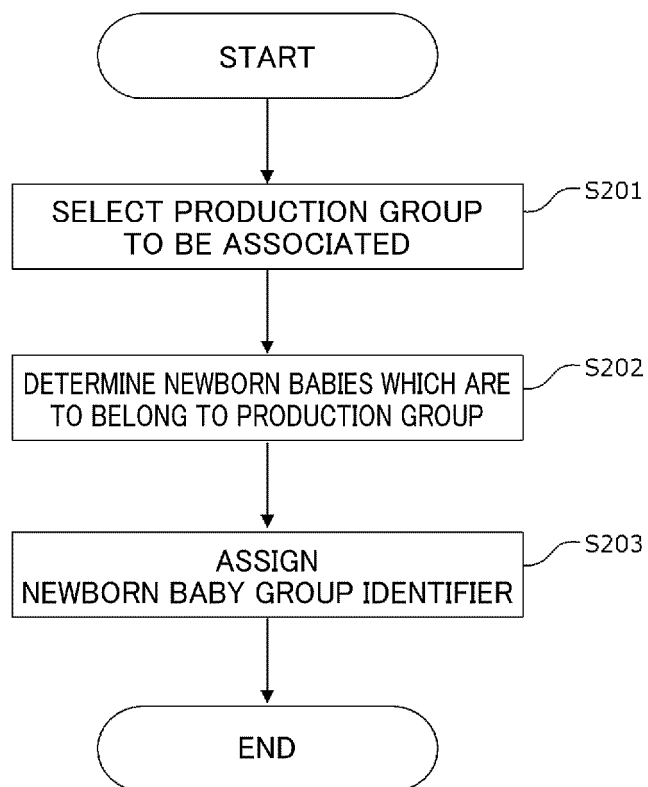 START
SELECT PRODUCTION GROUP
TO BE ASSOCIATED
S201
DETERMINE NEWBORN BABIES WHICH ARE
TO BELONG TO PRODUCTION GROUP
S202
ASSIGN
NEWBORN BABY GROUP IDENTIFIER
S203
END